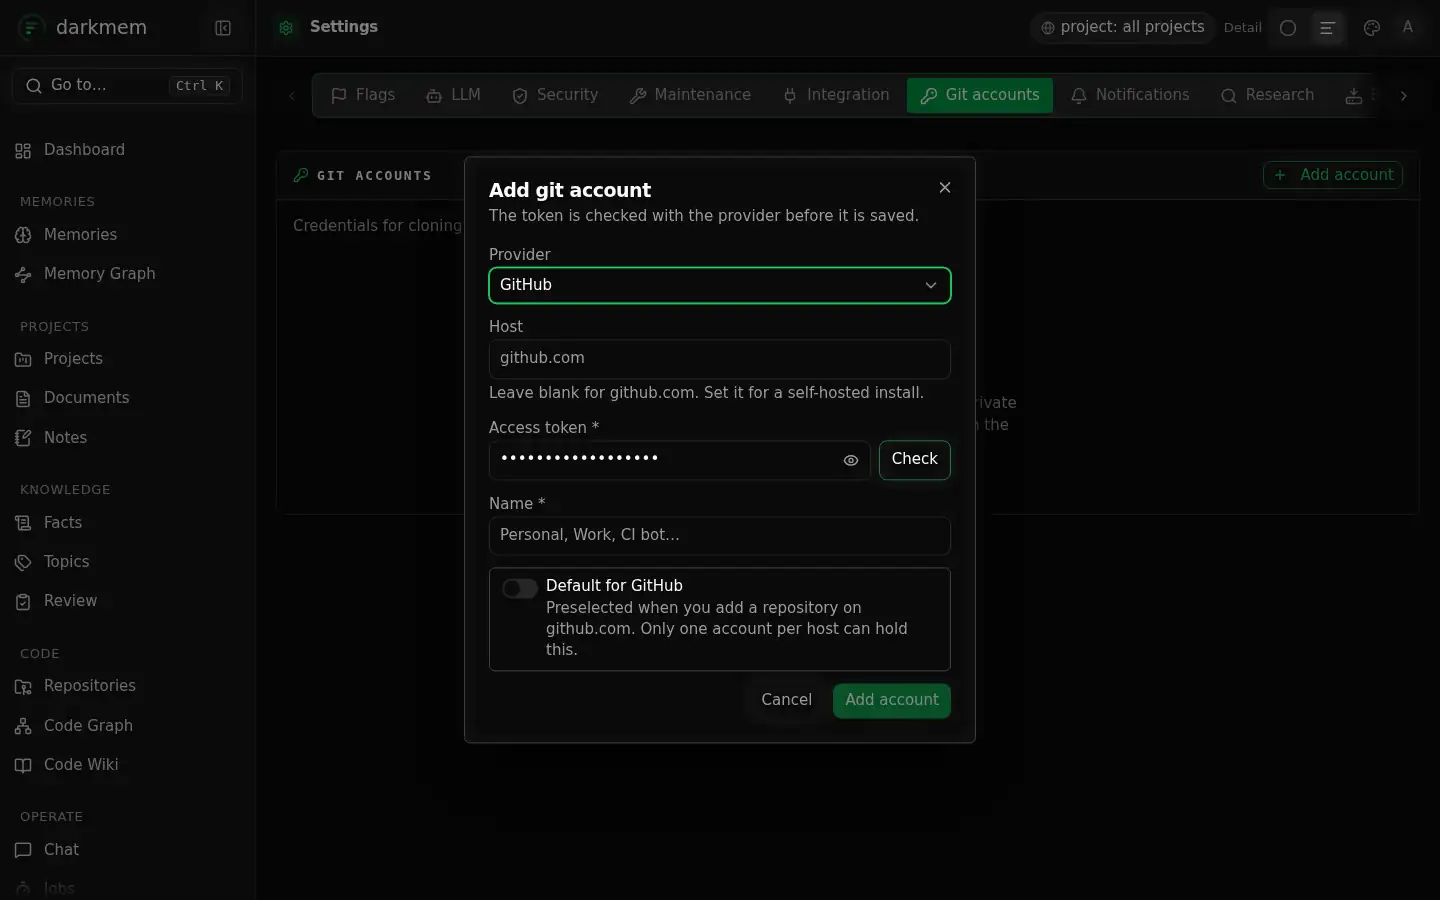 darkmem
Settings
project: all projects
Detail
A
Go to...
Ctrl K
Flags
LLM
Security
Maintenance
Integration
Git accounts
Notifications
Research
Dashboard
MEMORIES
Memories
Memory Graph
PROJECTS
Projects
Documents
Notes
KNOWLEDGE
Facts
Topics
Review
CODE
Repositories
Code Graph
Code Wiki
OPERATE
Chat
Jobs
GIT ACCOUNTS
+ Add account
Credentials for cloning
Add git account
The token is checked with the provider before it is saved.
Provider
GitHub
Host
github.com
Leave blank for github.com. Set it for a self-hosted install.
Access token *
••••••••••••••••••
Check
Name *
Personal, Work, CI bot...
Default for GitHub
Preselected when you add a repository on
github.com. Only one account per host can hold
this.
Cancel
Add account
the